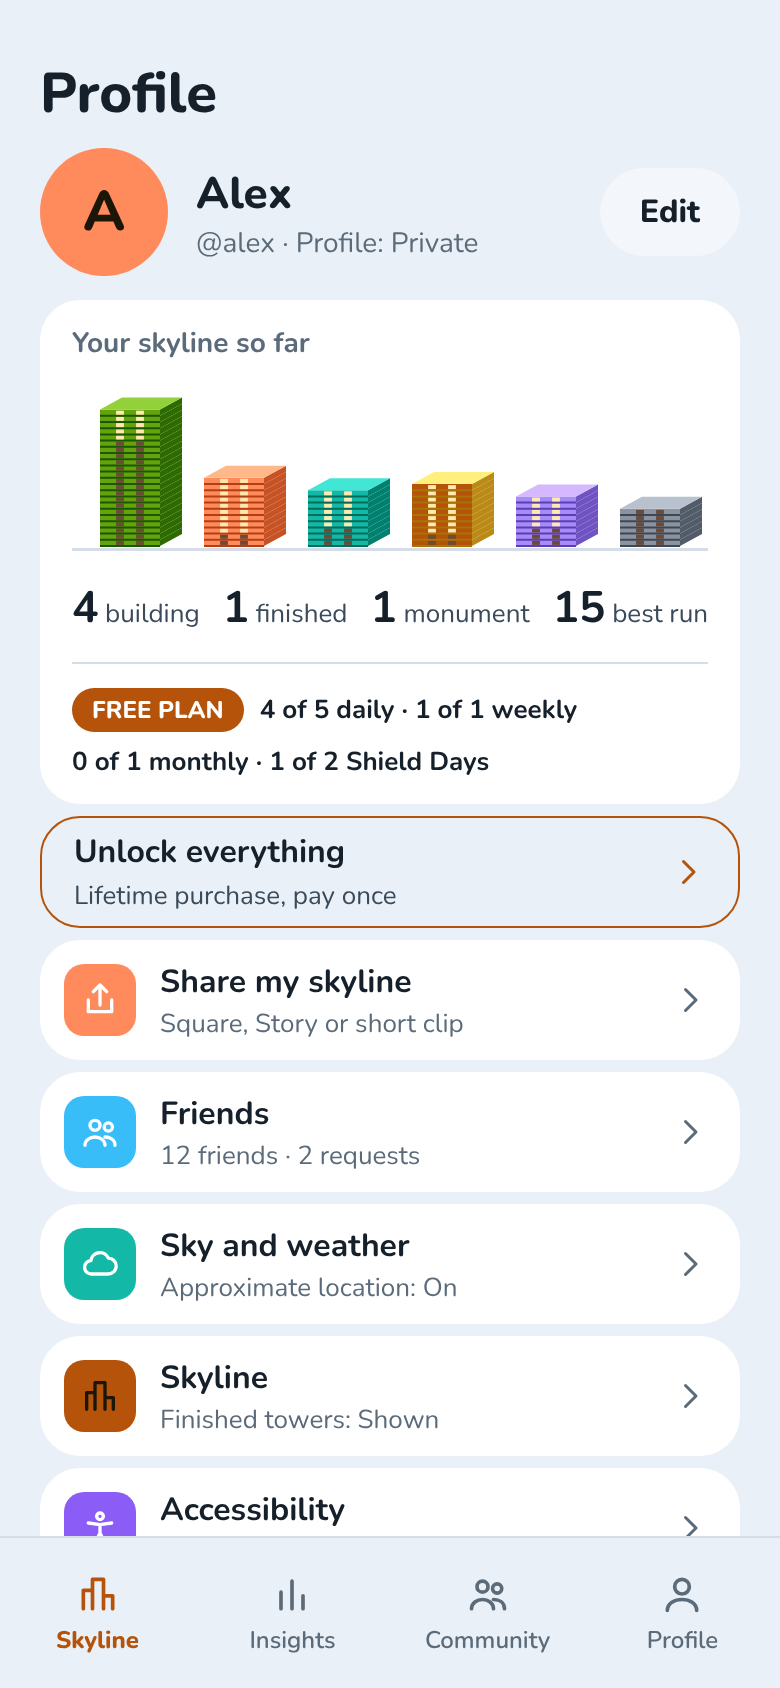 Profile
A
Alex
@alex · Profile: Private
Edit
Your skyline so far
4 building 1 finished 1 monument 15 best run
FREE PLAN 4 of 5 daily · 1 of 1 weekly
0 of 1 monthly · 1 of 2 Shield Days
Unlock everything
Lifetime purchase, pay once
Share my skyline
Square, Story or short clip
Friends
12 friends · 2 requests
Sky and weather
Approximate location: On
Skyline
Finished towers: Shown
Accessibility
Skyline Insights Community Profile